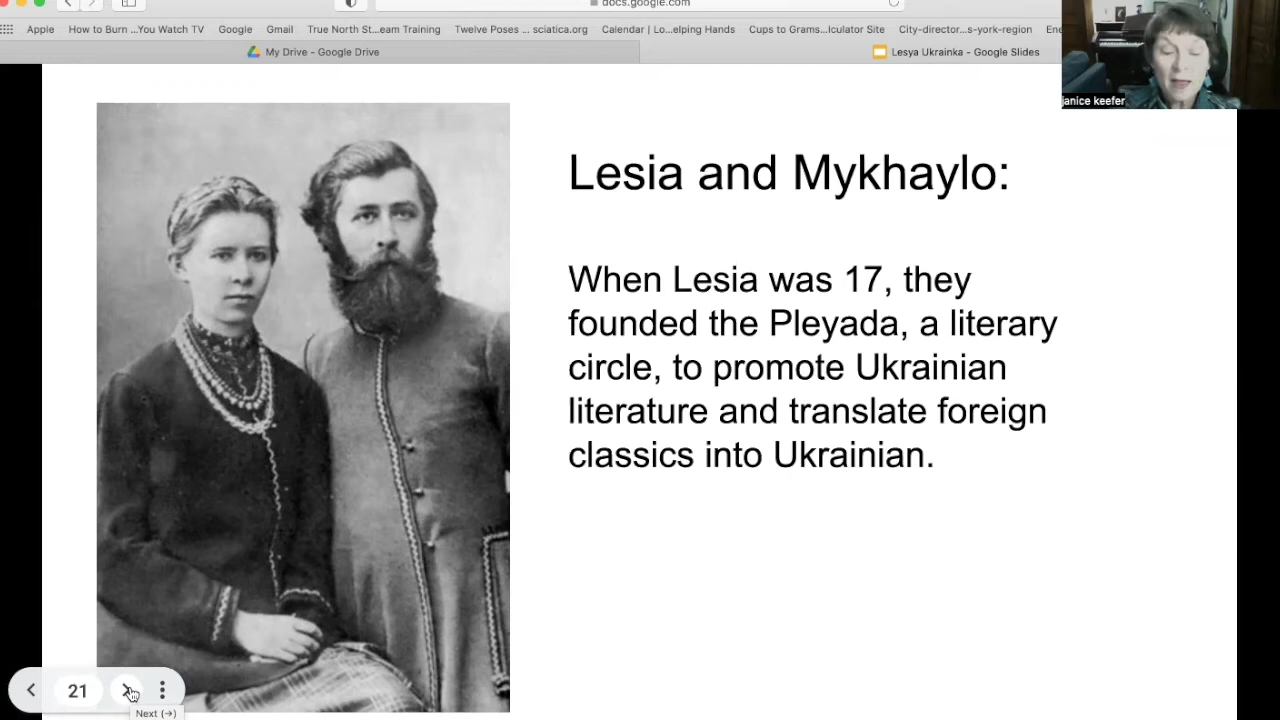 docs.google.com
Apple How to Burn ...You Watch TV Google Gmail True North St...eam Training Twelve Poses ... sciatica.org Calendar | Lo...elping Hands Cups to Grams...lculator Site City-director...s-york-region Ene
My Drive - Google Drive Lesya Ukrainka - Google Slides
janice keefer
Lesia and Mykhaylo:
When Lesia was 17, they
founded the Pleyada, a literary
circle, to promote Ukrainian
literature and translate foreign
classics into Ukrainian.
21
Next (→)